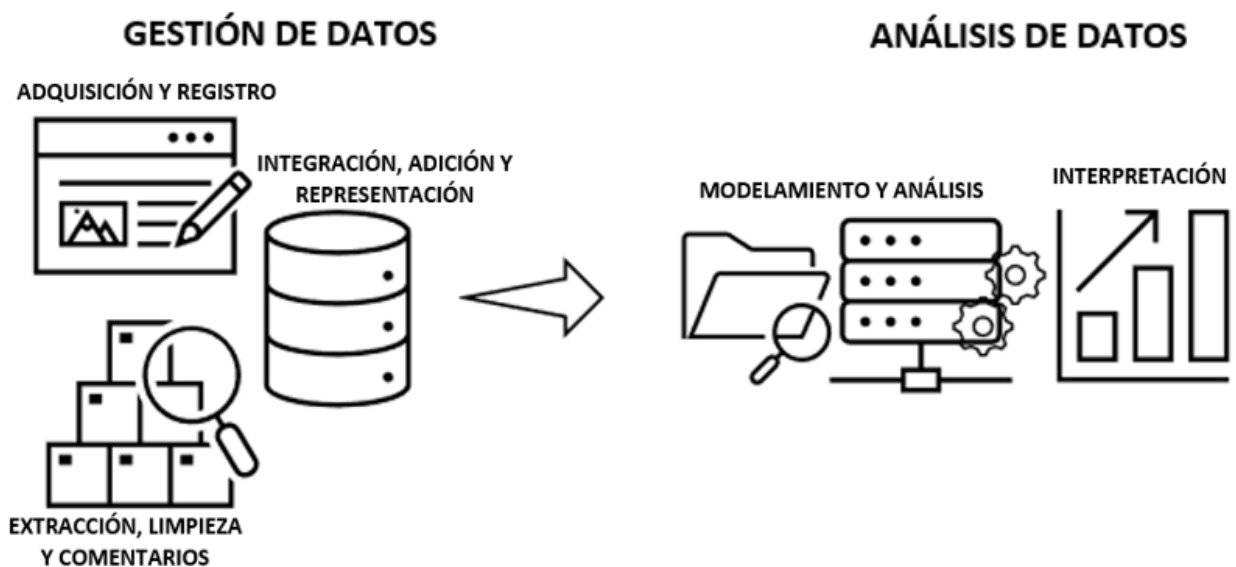 GESTIÓN DE DATOS
ADQUISICIÓN Y REGISTRO
INTEGRACIÓN, ADICIÓN Y
REPRESENTACIÓN
EXTRACCIÓN, LIMPIEZA
Y COMENTARIOS
ANÁLISIS DE DATOS
MODELAMIENTO Y ANÁLISIS
INTERPRETACIÓN